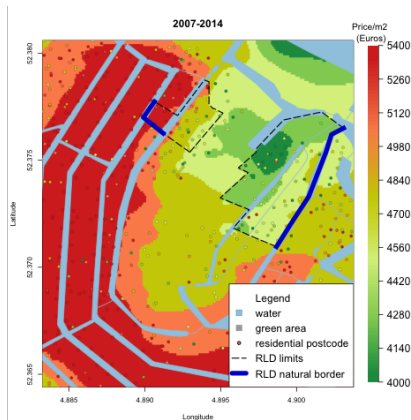 2007-2014
Price/m2
(Euros)
5400
5260
5120
4980
4840
4700
4560
4420
4280
4140
4000
52.380
52.375
52.370
52.365
Latitude
Legend
water
green area
residential postcode
RLD limits
RLD natural border
4.885
4.890
4.895
4.900
Longitude